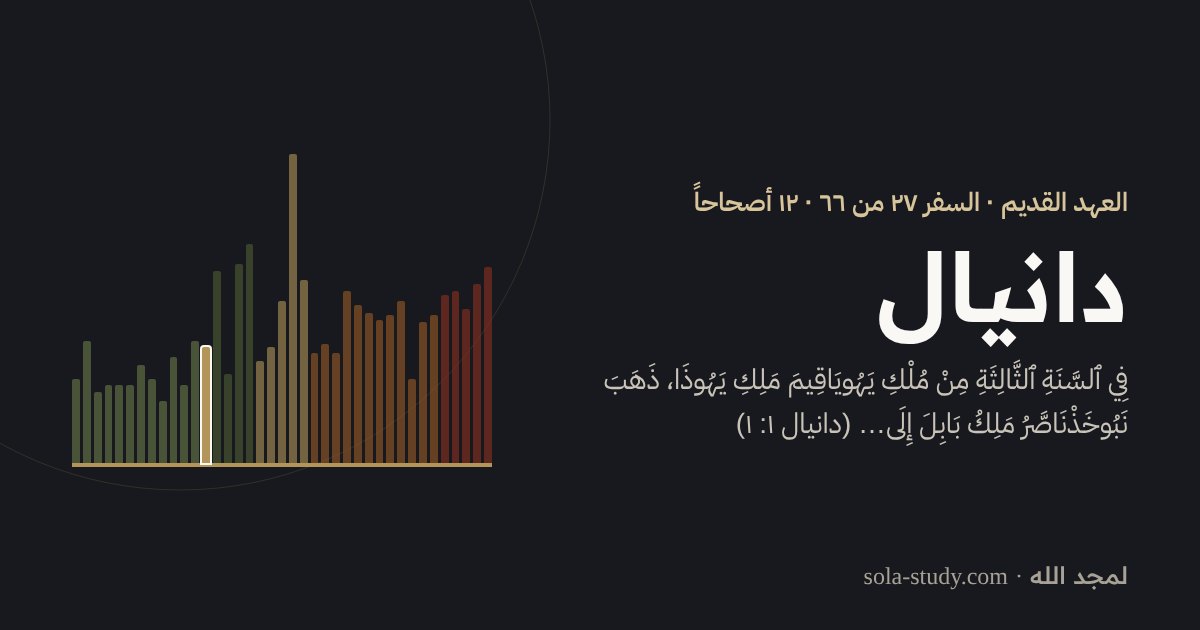 العهد القديم · السفر ٢٧ من ٦٦ · ١٢ أصحاحاً
دانيال
فِي ٱلسَّنَةِ ٱلثَّالِثَةِ مِنْ مُلْكِ يَهُويَاقِيمَ مَلِكِ يَهُوذَا، ذَهَبَ
نَبُوخَذْنَاصَّرُ مَلِكُ بَابِلَ إِلَى… (دانيال ١: ١)
لمجد الله · sola-study.com